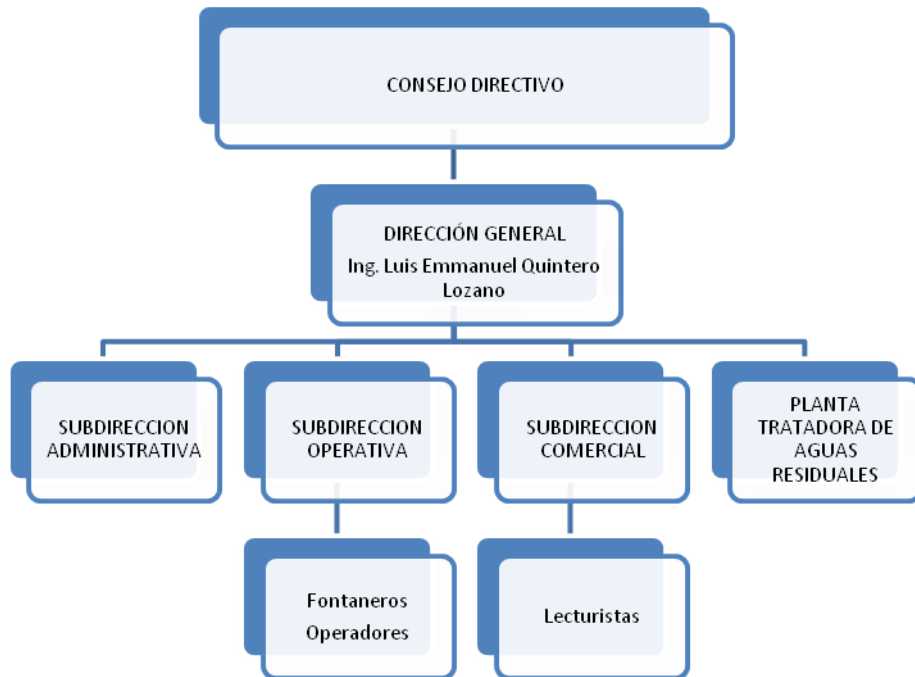 CONSEJO DIRECTIVO
DIRECCIÓN GENERAL
Ing. Luis Emmanuel Quintero
Lozano
SUBDIRECCION
ADMINISTRATIVA
SUBDIRECCION
OPERATIVA
SUBDIRECCION
COMERCIAL
PLANTA
TRATADORA DE
AGUAS
RESIDUALES
Fontaneros
Operadores
Lecturistas